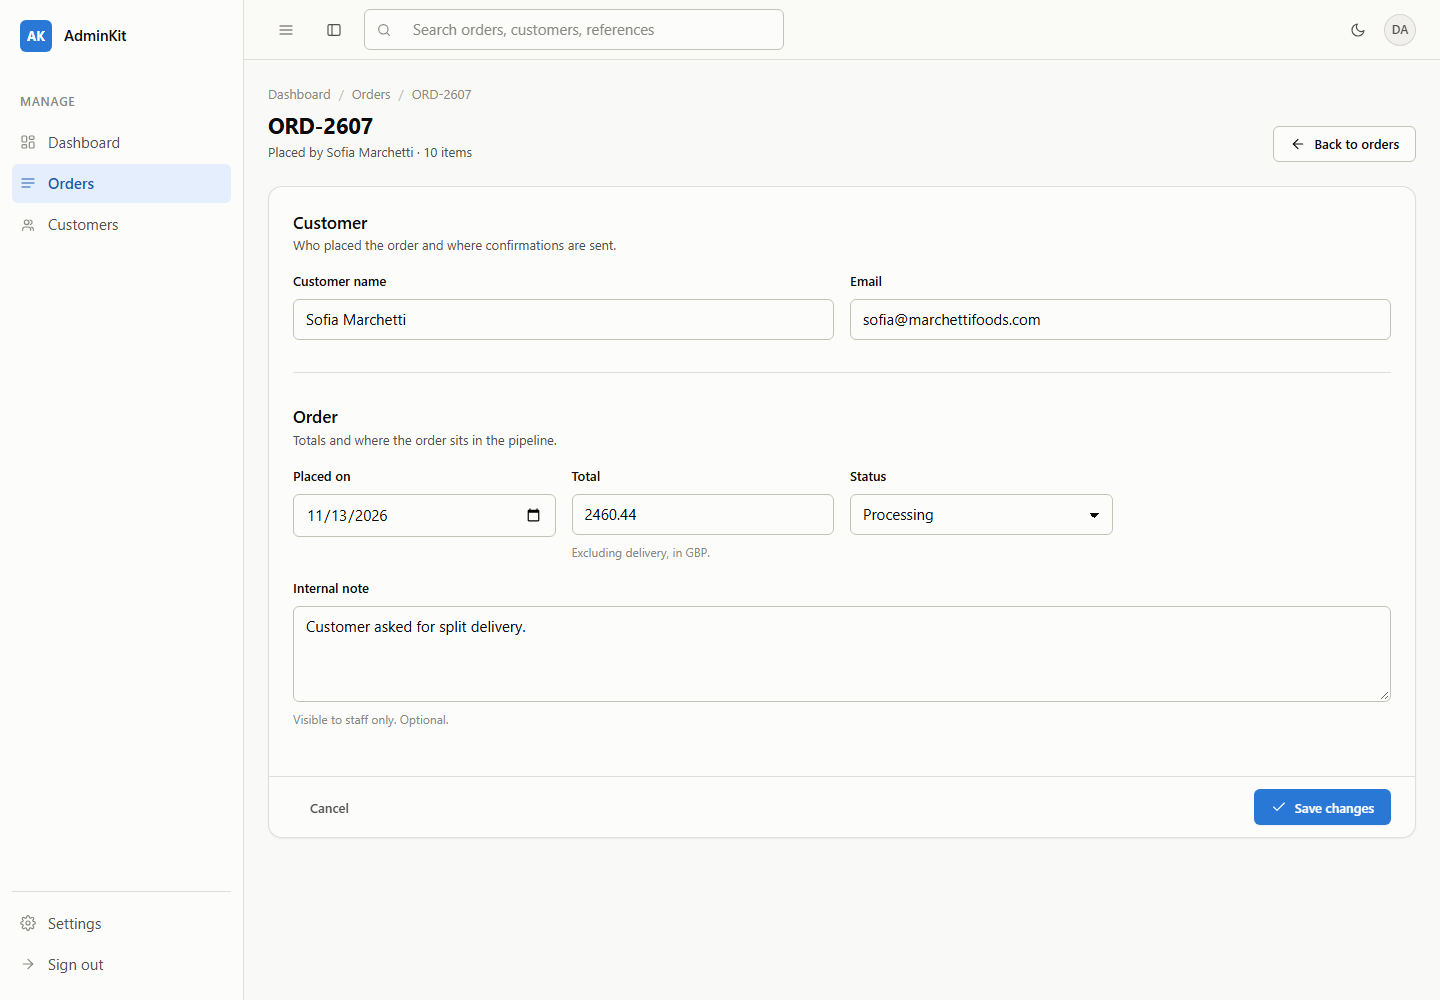 AK AdminKit
Search orders, customers, references
DA
MANAGE
Dashboard
Orders
Customers
Settings
Sign out
Dashboard / Orders / ORD-2607
ORD-2607
Placed by Sofia Marchetti · 10 items
Back to orders
Customer
Who placed the order and where confirmations are sent.
Customer name
Sofia Marchetti
Email
sofia@marchettifoods.com
Order
Totals and where the order sits in the pipeline.
Placed on
11/13/2026
Total
2460.44
Excluding delivery, in GBP.
Status
Processing
Internal note
Customer asked for split delivery.
Visible to staff only. Optional.
Cancel
Save changes